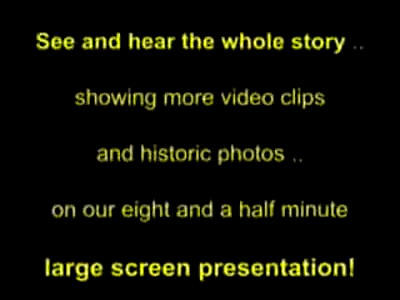 See and hear the whole story ..
showing more video clips
and historic photos ..
on our eight and a half minute
large screen presentation!